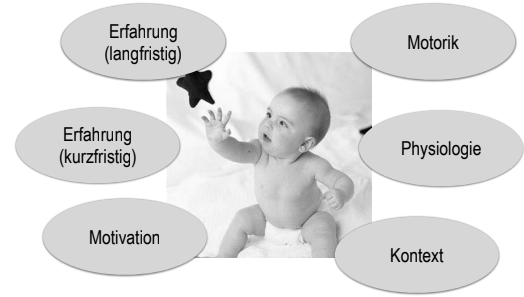 Erfahrung
(langfristig)
Motorik
Erfahrung
(kurzfristig)
Physiologie
Motivation
Kontext